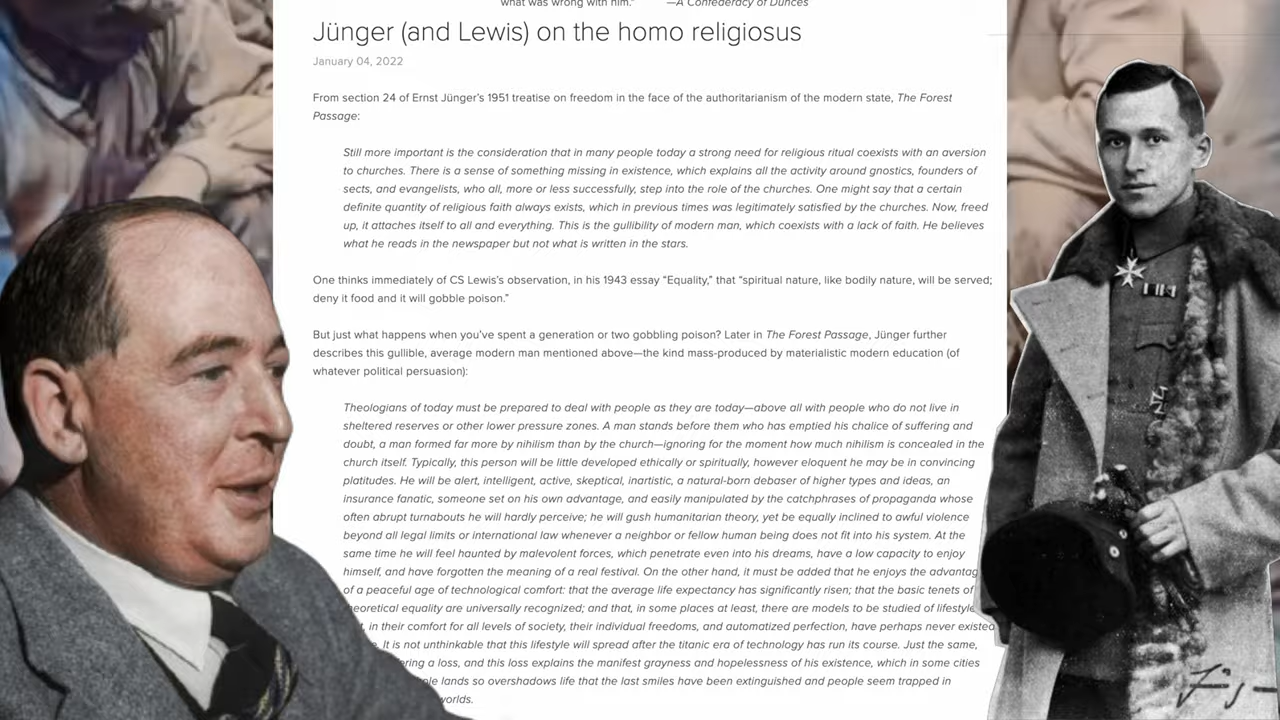 what was wrong with him." —A Confederacy of Dunces
Jünger (and Lewis) on the homo religiosus
January 04, 2022
From section 24 of Ernst Jünger's 1951 treatise on freedom in the face of the authoritarianism of the modern state, The Forest
Passage:
Still more important is the consideration that in many people today a strong need for religious ritual coexists with an aversion
to churches. There is a sense of something missing in existence, which explains all the activity around gnostics, founders of
sects, and evangelists, who all, more or less successfully, step into the role of the churches. One might say that a certain
definite quantity of religious faith always exists, which in previous times was legitimately satisfied by the churches. Now, freed
up, it attaches itself to all and everything. This is the gullibility of modern man, which coexists with a lack of faith. He believes
what he reads in the newspaper but not what is written in the stars.
One thinks immediately of CS Lewis's observation, in his 1943 essay "Equality," that "spiritual nature, like bodily nature, will be served;
deny it food and it will gobble poison."
But just what happens when you've spent a generation or two gobbling poison? Later in The Forest Passage, Jünger further
describes this gullible, average modern man mentioned above—the kind mass-produced by materialistic modern education (of
whatever political persuasion):
Theologians of today must be prepared to deal with people as they are today—above all with people who do not live in
sheltered reserves or other lower pressure zones. A man stands before them who has emptied his chalice of suffering and
doubt, a man formed far more by nihilism than by the church—ignoring for the moment how much nihilism is concealed in the
church itself. Typically, this person will be little developed ethically or spiritually, however eloquent he may be in convincing
platitudes. He will be alert, intelligent, active, skeptical, inartistic, a natural-born debaser of higher types and ideas, an
insurance fanatic, someone set on his own advantage, and easily manipulated by the catchphrases of propaganda whose
often abrupt turnabouts he will hardly perceive; he will gush humanitarian theory, yet be equally inclined to awful violence
beyond all legal limits or international law whenever a neighbor or fellow human being does not fit into his system. At the
same time he will feel haunted by malevolent forces, which penetrate even into his dreams, have a low capacity to enjoy
himself, and have forgotten the meaning of a real festival. On the other hand, it must be added that he enjoys the advantag
of a peaceful age of technological comfort: that the average life expectancy has significantly risen; that the basic tenets of
theoretical equality are universally recognized; and that, in some places at least, there are models to be studied of lifestyle
in their comfort for all levels of society, their individual freedoms, and automatized perfection, have perhaps never existed
It is not unthinkable that this lifestyle will spread after the titanic era of technology has run its course. Just the same,
ering a loss, and this loss explains the manifest grayness and hopelessness of his existence, which in some cities
lands so overshadows life that the last smiles have been extinguished and people seem trapped in
worlds.